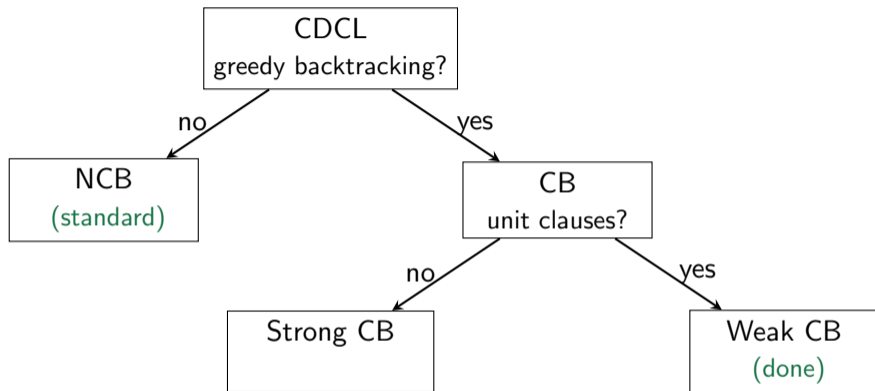 CDCL
greedy backtracking?
no
yes
NCB
(standard)
CB
unit clauses?
no
yes
Strong CB
Weak CB
(done)